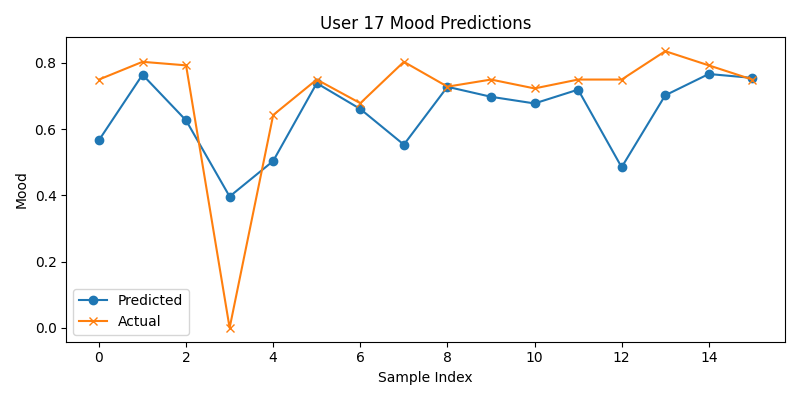 User 17 Mood Predictions
Mood
0.8
0.6
0.4
0.2
0.0
Predicted
Actual
0 2 4 6 8 10 12 14
Sample Index